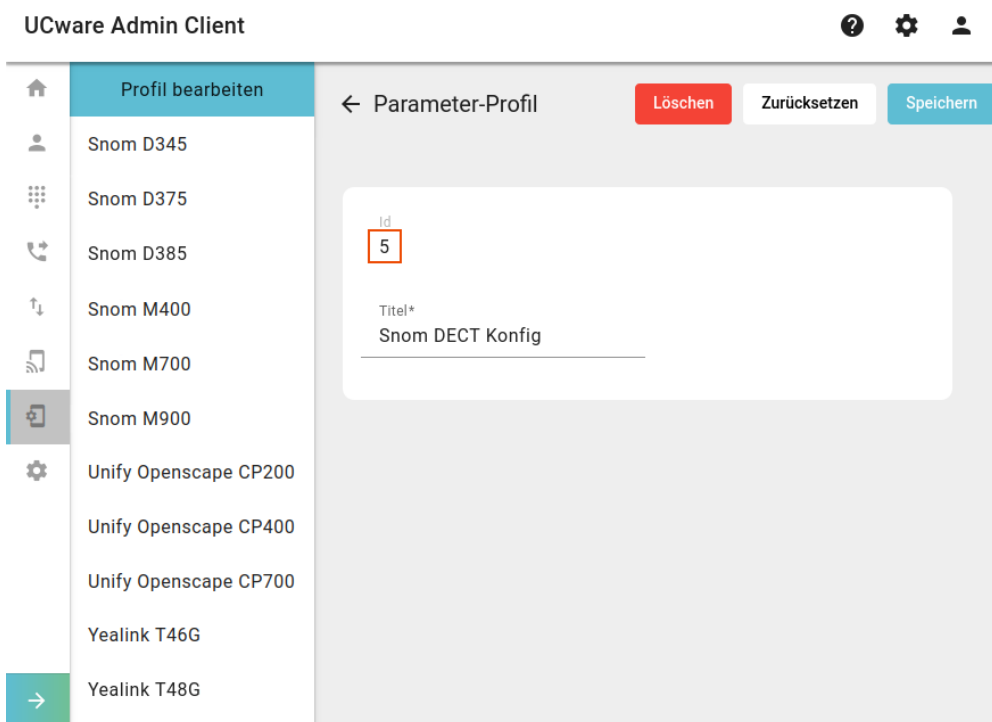 UCware Admin Client
Profil bearbeiten
Snom D345
Snom D375
Snom D385
Snom M400
Snom M700
Snom M900
Unify Openscape CP200
Unify Openscape CP400
Unify Openscape CP700
Yealink T46G
Yealink T48G
Parameter-Profil
Löschen
Zurücksetzen
Speichern
Id
5
Titel*
Snom DECT Konfig